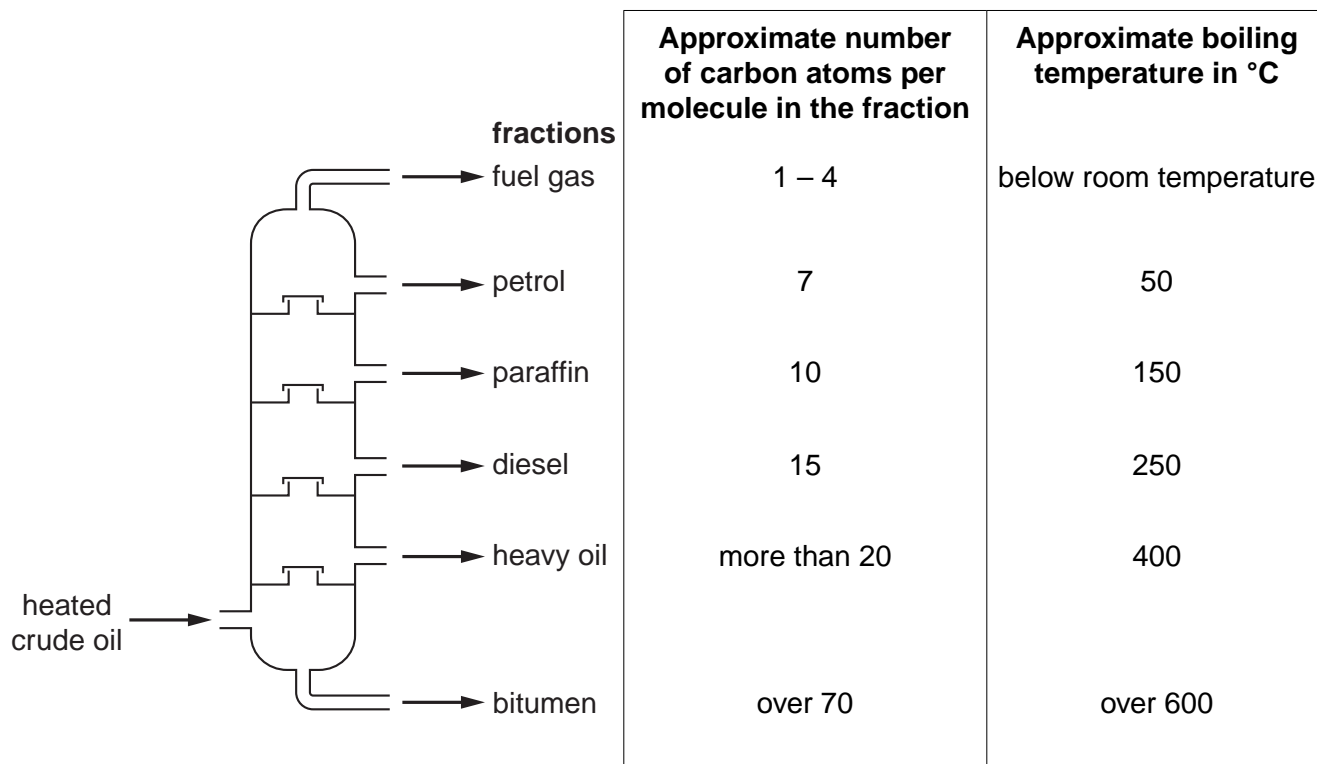 Approximate number
of carbon atoms per
molecule in the fraction
Approximate boiling
temperature in °C
fractions
fuel gas 1 – 4 below room temperature
petrol 7 50
paraffin 10 150
diesel 15 250
heavy oil more than 20 400
heated
crude oil
bitumen over 70 over 600